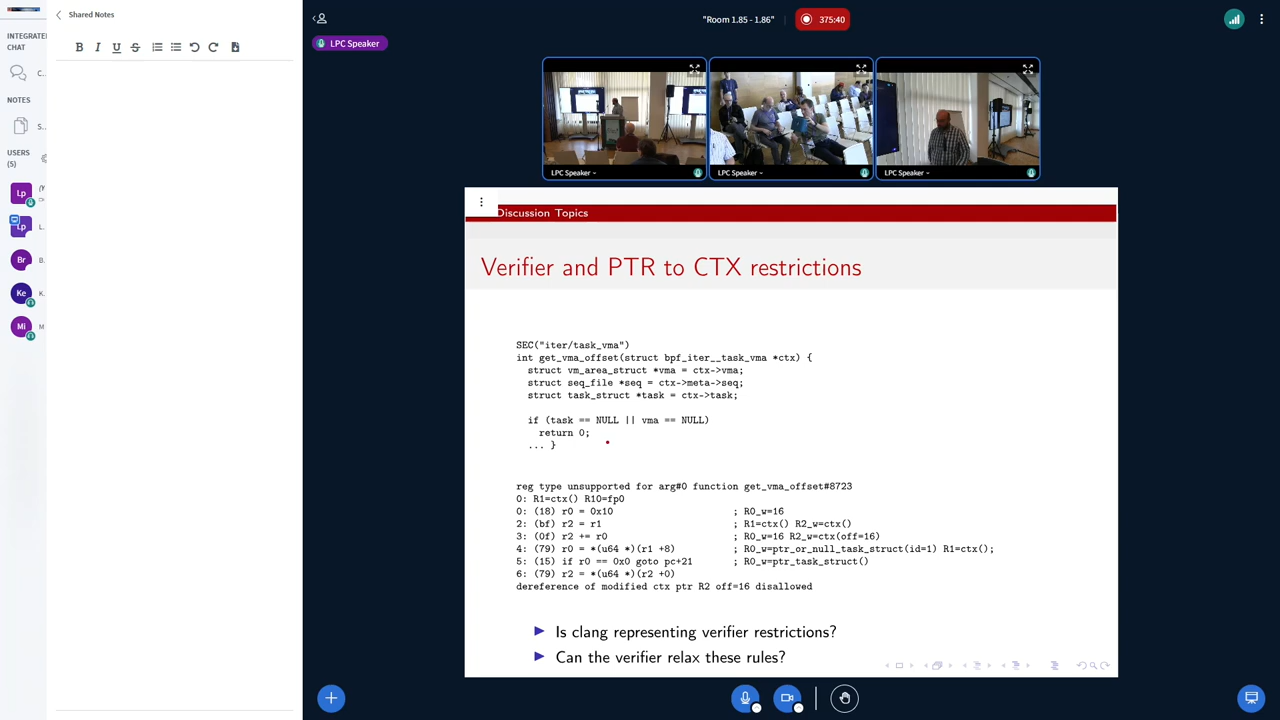 Shared Notes
"Room 1.85 - 1.86"
375:40
LPC Speaker
INTEGRATE
CHAT
C...
NOTES
S...
USERS
(5)
Lp
Lp
L..
Br
B.
Ke
K.
Mi
M
B I U S
LPC Speaker
LPC Speaker
LPC Speaker
Discussion Topics
Verifier and PTR to CTX restrictions
SEC("iter/task_vma")
int get_vma_offset(struct bpf_iter__task_vma *ctx) {
struct vm_area_struct *vma = ctx->vma;
struct seq_file *seq = ctx->meta->seq;
struct task_struct *task = ctx->task;
if (task == NULL || vma == NULL)
return 0;
... }
reg type unsupported for arg#0 function get_vma_offset#8723
0: R1=ctx() R10=fp0
0: (18) r0 = 0x10 ; R0_w=16
2: (bf) r2 = r1 ; R1=ctx() R2_w=ctx()
3: (0f) r2 += r0 ; R0_w=16 R2_w=ctx(off=16)
4: (79) r0 = *(u64 *)(r1 +8) ; R0_w=ptr_or_null_task_struct(id=1) R1=ctx();
5: (15) if r0 == 0x0 goto pc+21 ; R0_w=ptr_task_struct()
6: (79) r2 = *(u64 *)(r2 +0)
dereference of modified ctx ptr R2 off=16 disallowed
Is clang representing verifier restrictions?
Can the verifier relax these rules?